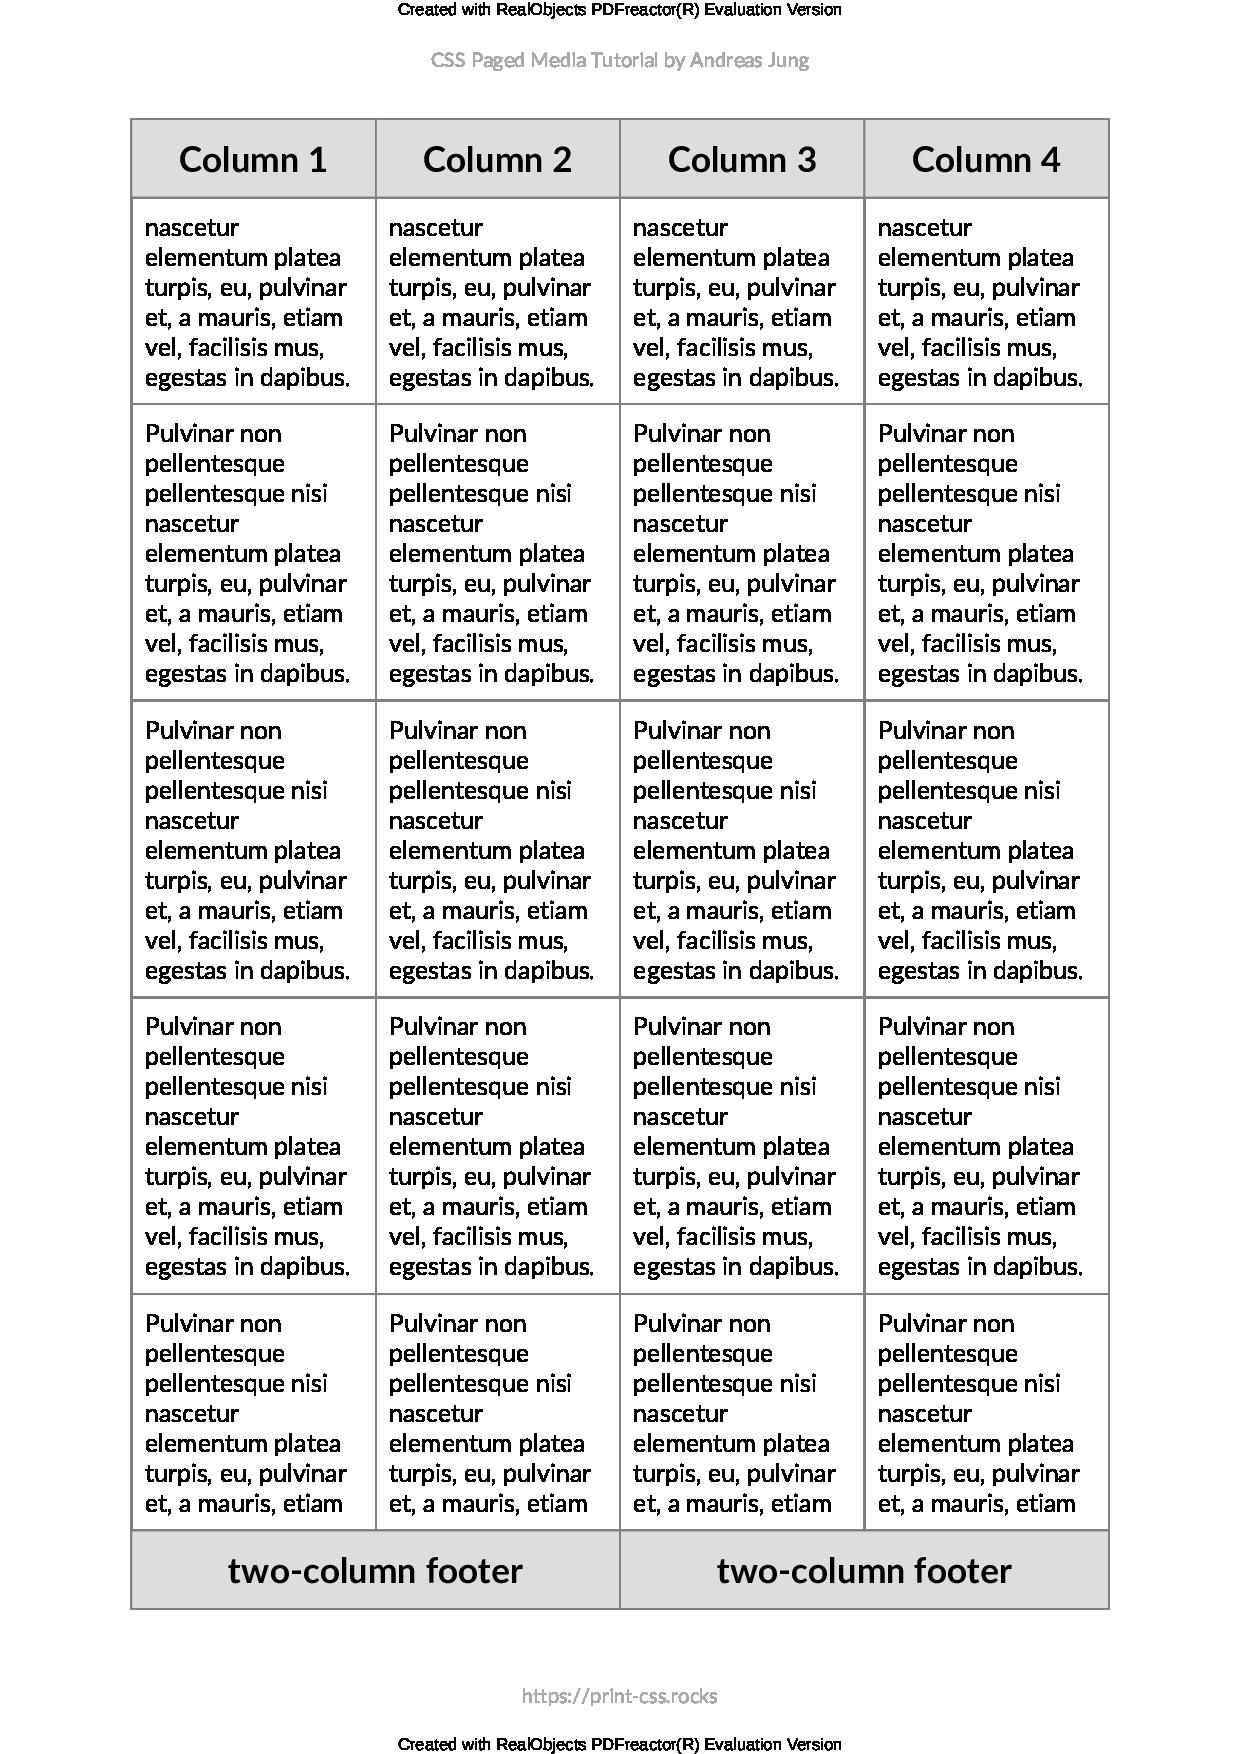 Created with RealObjects PDFreactor(R) Evaluation Version
CSS Paged Media Tutorial by Andreas Jung
Column 1 Column 2 Column 3 Column 4
nascetur nascetur nascetur nascetur
elementum platea elementum platea elementum platea elementum platea
turpis, eu, pulvinar turpis, eu, pulvinar turpis, eu, pulvinar turpis, eu, pulvinar
et, a mauris, etiam et, a mauris, etiam et, a mauris, etiam et, a mauris, etiam
vel, facilisis mus, vel, facilisis mus, vel, facilisis mus, vel, facilisis mus,
egestas in dapibus. egestas in dapibus. egestas in dapibus. egestas in dapibus.
Pulvinar non Pulvinar non Pulvinar non Pulvinar non
pellentesque pellentesque pellentesque pellentesque
pellentesque nisi pellentesque nisi pellentesque nisi pellentesque nisi
nascetur nascetur nascetur nascetur
elementum platea elementum platea elementum platea elementum platea
turpis, eu, pulvinar turpis, eu, pulvinar turpis, eu, pulvinar turpis, eu, pulvinar
et, a mauris, etiam et, a mauris, etiam et, a mauris, etiam et, a mauris, etiam
vel, facilisis mus, vel, facilisis mus, vel, facilisis mus, vel, facilisis mus,
egestas in dapibus. egestas in dapibus. egestas in dapibus. egestas in dapibus.
Pulvinar non Pulvinar non Pulvinar non Pulvinar non
pellentesque pellentesque pellentesque pellentesque
pellentesque nisi pellentesque nisi pellentesque nisi pellentesque nisi
nascetur nascetur nascetur nascetur
elementum platea elementum platea elementum platea elementum platea
turpis, eu, pulvinar turpis, eu, pulvinar turpis, eu, pulvinar turpis, eu, pulvinar
et, a mauris, etiam et, a mauris, etiam et, a mauris, etiam et, a mauris, etiam
vel, facilisis mus, vel, facilisis mus, vel, facilisis mus, vel, facilisis mus,
egestas in dapibus. egestas in dapibus. egestas in dapibus. egestas in dapibus.
Pulvinar non Pulvinar non Pulvinar non Pulvinar non
pellentesque pellentesque pellentesque pellentesque
pellentesque nisi pellentesque nisi pellentesque nisi pellentesque nisi
nascetur nascetur nascetur nascetur
elementum platea elementum platea elementum platea elementum platea
turpis, eu, pulvinar turpis, eu, pulvinar turpis, eu, pulvinar turpis, eu, pulvinar
et, a mauris, etiam et, a mauris, etiam et, a mauris, etiam et, a mauris, etiam
vel, facilisis mus, vel, facilisis mus, vel, facilisis mus, vel, facilisis mus,
egestas in dapibus. egestas in dapibus. egestas in dapibus. egestas in dapibus.
Pulvinar non Pulvinar non Pulvinar non Pulvinar non
pellentesque pellentesque pellentesque pellentesque
pellentesque nisi pellentesque nisi pellentesque nisi pellentesque nisi
nascetur nascetur nascetur nascetur
elementum platea elementum platea elementum platea elementum platea
turpis, eu, pulvinar turpis, eu, pulvinar turpis, eu, pulvinar turpis, eu, pulvinar
et, a mauris, etiam et, a mauris, etiam et, a mauris, etiam et, a mauris, etiam
two-column footer two-column footer
https://print-css.rocks
Created with RealObjects PDFreactor(R) Evaluation Version